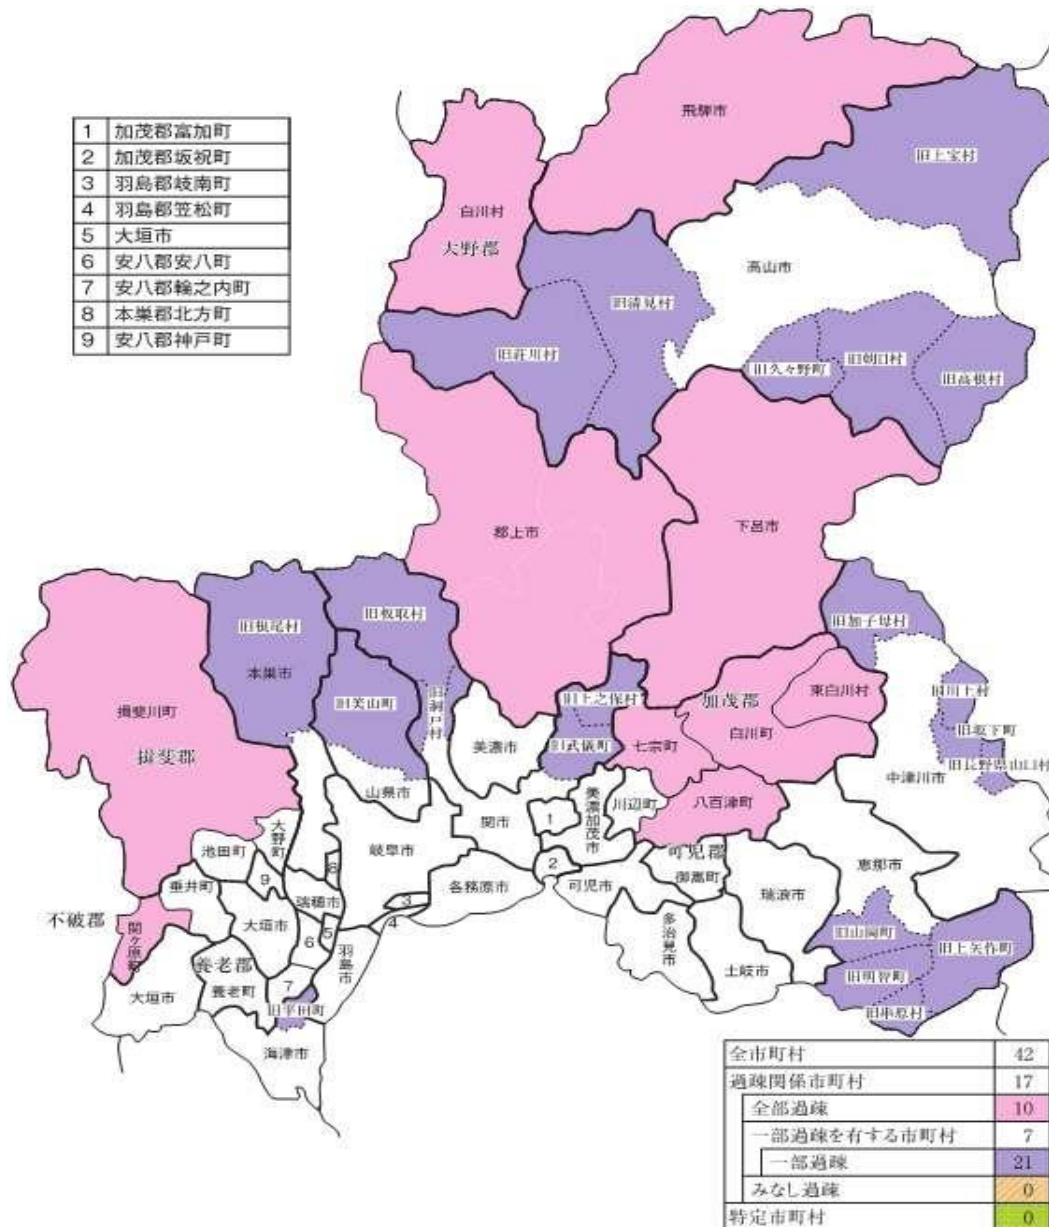 1 加茂郡富加町
2 加茂郡坂祝町
3 羽島郡岐南町
4 羽島郡笠松町
5 大垣市
6 安八郡安八町
7 安八郡輪之内町
8 本巣郡北方町
9 安八郡神戸町
飛騨市
旧上宝村
白川村
大野郡
高山市
旧清見村
旧荘川村
旧久々野町
旧朝日村
旧高根村
郡上市
下呂市
旧加子母村
旧根尾村
本巣市
旧板取村
旧美山町
旧洞戸村
旧上之保村
旧武儀町
加茂郡
東白川村
白川町
七宗町
旧川上村
旧坂下町
旧長野県山口村
中津川市
揖斐川町
揖斐郡
美濃市
山県市
八百津町
川辺町
美濃加茂市
関市
1
大野町
池田町
岐阜市
8
9
2
可児郡
御嵩町
恵那市
瑞浪市
垂井町
不破郡
関ヶ原町
瑞穂市
各務原市
可児市
3
4
大垣市
5
6
羽島市
多治見市
土岐市
旧山岡町
旧上矢作町
旧明智町
旧串原村
養老郡
養老町
大垣市
7
旧平田町
海津市
全市町村 42
過疎関係市町村 17
全部過疎 10
一部過疎を有する市町村 7
一部過疎 21
みなし過疎 0
特定市町村 0